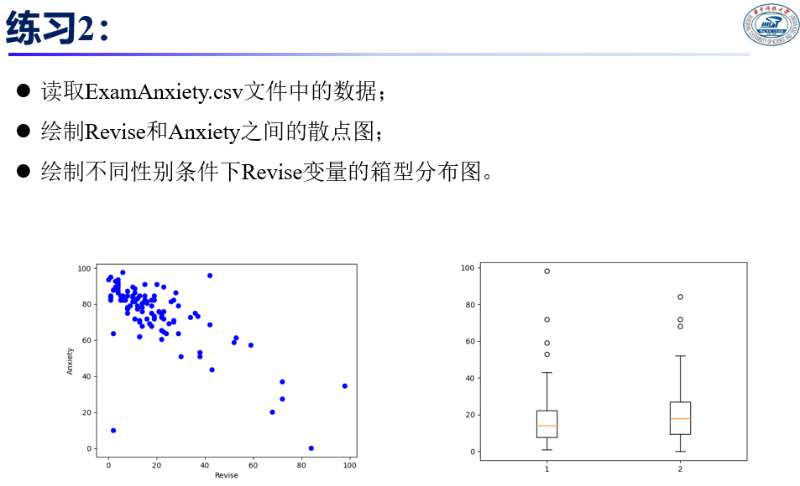 练习2：
● 读取ExamAnxiety.csv文件中的数据；
● 绘制Revise和Anxiety之间的散点图；
● 绘制不同性别条件下Revise变量的箱型分布图。
100
80
60
40
20
0
Anxiety
0 20 40 60 80 100
Revise
100
80
60
40
20
0
1 2